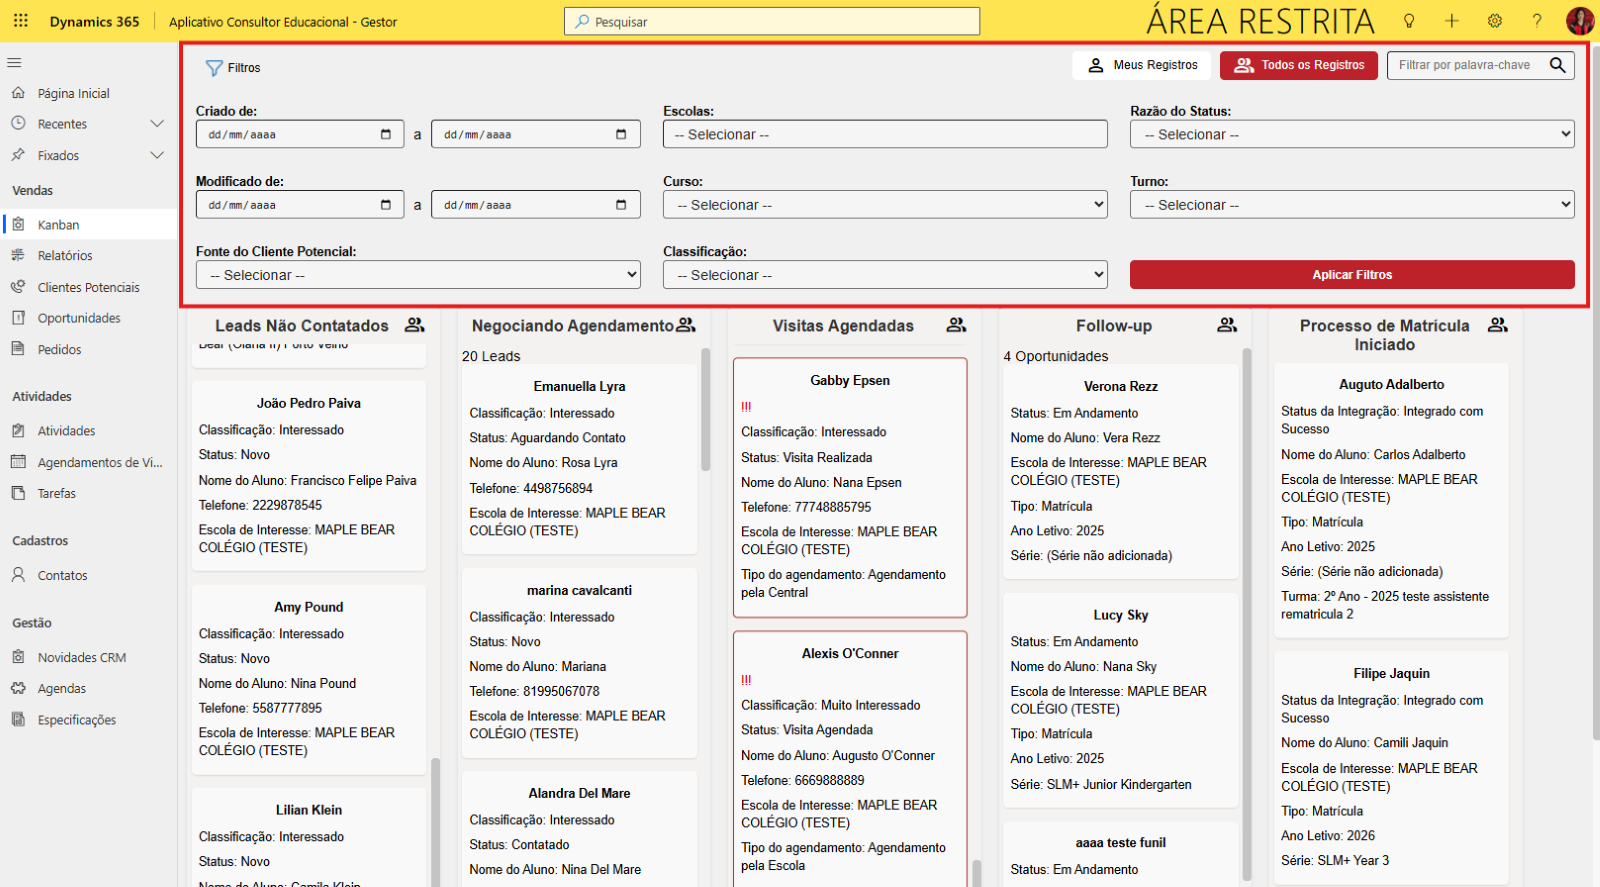 Dynamics 365
Aplicativo Consultor Educacional - Gestor
Pesquisar
ÁREA RESTRITA
Página Inicial
Recentes
Fixados
Vendas
Kanban
Relatórios
Clientes Potenciais
Oportunidades
Pedidos
Atividades
Atividades
Agendamentos de Vi...
Tarefas
Cadastros
Contatos
Gestão
Novidades CRM
Agendas
Especificações
Filtros
Meus Registros
Todos os Registros
Filtrar por palavra-chave
Criado de:
dd/mm/aaaa
a
dd/mm/aaaa
Escolas:
-- Selecionar --
Razão do Status:
-- Selecionar --
Modificado de:
dd/mm/aaaa
a
dd/mm/aaaa
Curso:
-- Selecionar --
Turno:
-- Selecionar --
Fonte do Cliente Potencial:
-- Selecionar --
Classificação:
-- Selecionar --
Aplicar Filtros
Leads Não Contatados
João Pedro Paiva
Classificação: Interessado
Status: Novo
Nome do Aluno: Francisco Felipe Paiva
Telefone: 2229878545
Escola de Interesse: MAPLE BEAR
COLÉGIO (TESTE)
Amy Pound
Classificação: Interessado
Status: Novo
Nome do Aluno: Nina Pound
Telefone: 5587777895
Escola de Interesse: MAPLE BEAR
COLÉGIO (TESTE)
Lilian Klein
Classificação: Interessado
Status: Novo
Nome do Aluno: Camila Klein
Negociando Agendamento
20 Leads
Emanuella Lyra
Classificação: Interessado
Status: Aguardando Contato
Nome do Aluno: Rosa Lyra
Telefone: 4498756894
Escola de Interesse: MAPLE BEAR
COLÉGIO (TESTE)
marina cavalcanti
Classificação: Interessado
Status: Novo
Nome do Aluno: Mariana
Telefone: 81995067078
Escola de Interesse: MAPLE BEAR
COLÉGIO (TESTE)
Alandra Del Mare
Classificação: Interessado
Status: Contatado
Nome do Aluno: Nina Del Mare
Visitas Agendadas
Gabby Epsen
!!!
Classificação: Interessado
Status: Visita Realizada
Nome do Aluno: Nana Epsen
Telefone: 77748885795
Escola de Interesse: MAPLE BEAR
COLÉGIO (TESTE)
Tipo do agendamento: Agendamento
pela Central
Alexis O'Conner
!!!
Classificação: Muito Interessado
Status: Visita Agendada
Nome do Aluno: Augusto O'Conner
Telefone: 6669888889
Escola de Interesse: MAPLE BEAR
COLÉGIO (TESTE)
Tipo do agendamento: Agendamento
pela Escola
Follow-up
4 Oportunidades
Verona Rezz
Status: Em Andamento
Nome do Aluno: Vera Rezz
Escola de Interesse: MAPLE BEAR
COLÉGIO (TESTE)
Tipo: Matrícula
Ano Letivo: 2025
Série: (Série não adicionada)
Lucy Sky
Status: Em Andamento
Nome do Aluno: Nana Sky
Escola de Interesse: MAPLE BEAR
COLÉGIO (TESTE)
Tipo: Matrícula
Ano Letivo: 2025
Série: SLM+ Junior Kindergarten
aaaa teste funil
Status: Em Andamento
Processo de Matrícula
Iniciado
Auguto Adalberto
Status da Integração: Integrado com
Sucesso
Nome do Aluno: Carlos Adalberto
Escola de Interesse: MAPLE BEAR
COLÉGIO (TESTE)
Tipo: Matrícula
Ano Letivo: 2025
Série: (Série não adicionada)
Turma: 2º Ano - 2025 teste assistente
rematricula 2
Filipe Jaquin
Status da Integração: Integrado com
Sucesso
Nome do Aluno: Camili Jaquin
Escola de Interesse: MAPLE BEAR
COLÉGIO (TESTE)
Tipo: Matrícula
Ano Letivo: 2026
Série: SLM+ Year 3